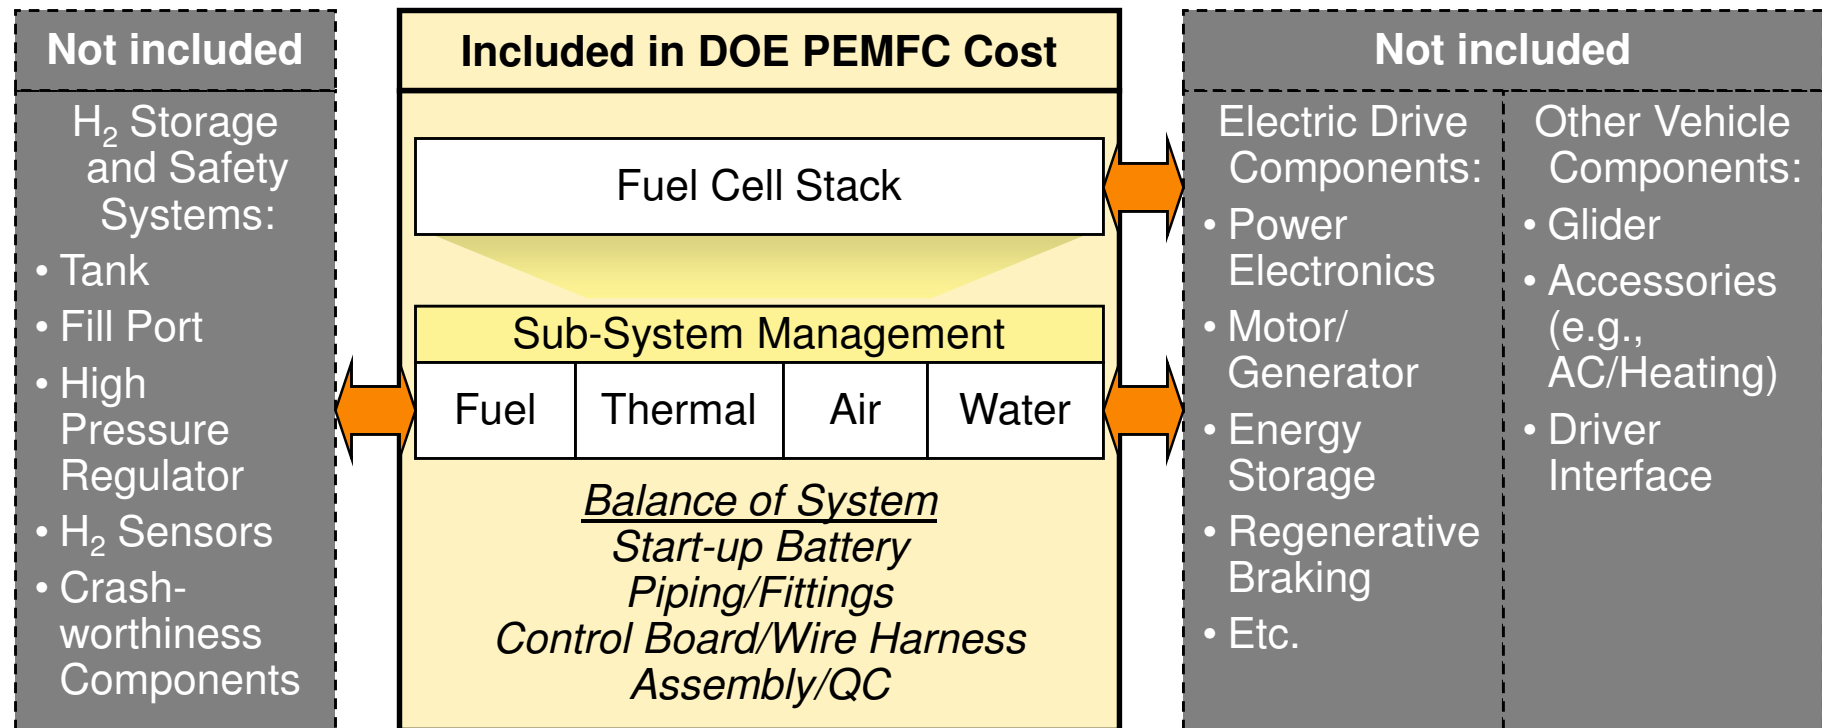 Not included
H₂ Storage
and Safety
Systems:
• Tank
• Fill Port
• High
Pressure
Regulator
• H₂ Sensors
• Crash-
worthiness
Components
Included in DOE PEMFC Cost
Fuel Cell Stack
Sub-System Management
Fuel Thermal Air Water
Balance of System
Start-up Battery
Piping/Fittings
Control Board/Wire Harness
Assembly/QC
Not included
Electric Drive
Components:
• Power
Electronics
• Motor/
Generator
• Energy
Storage
• Regenerative
Braking
• Etc.
Other Vehicle
Components:
• Glider
• Accessories
(e.g.,
AC/Heating)
• Driver
Interface